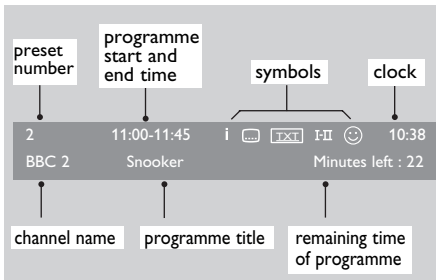 preset
number
programme
start and
end time
symbols
clock
2 11:00-11:45 i TXT I-II 10:38
BBC 2 Snooker Minutes left : 22
channel name
programme title
remaining time
of programme